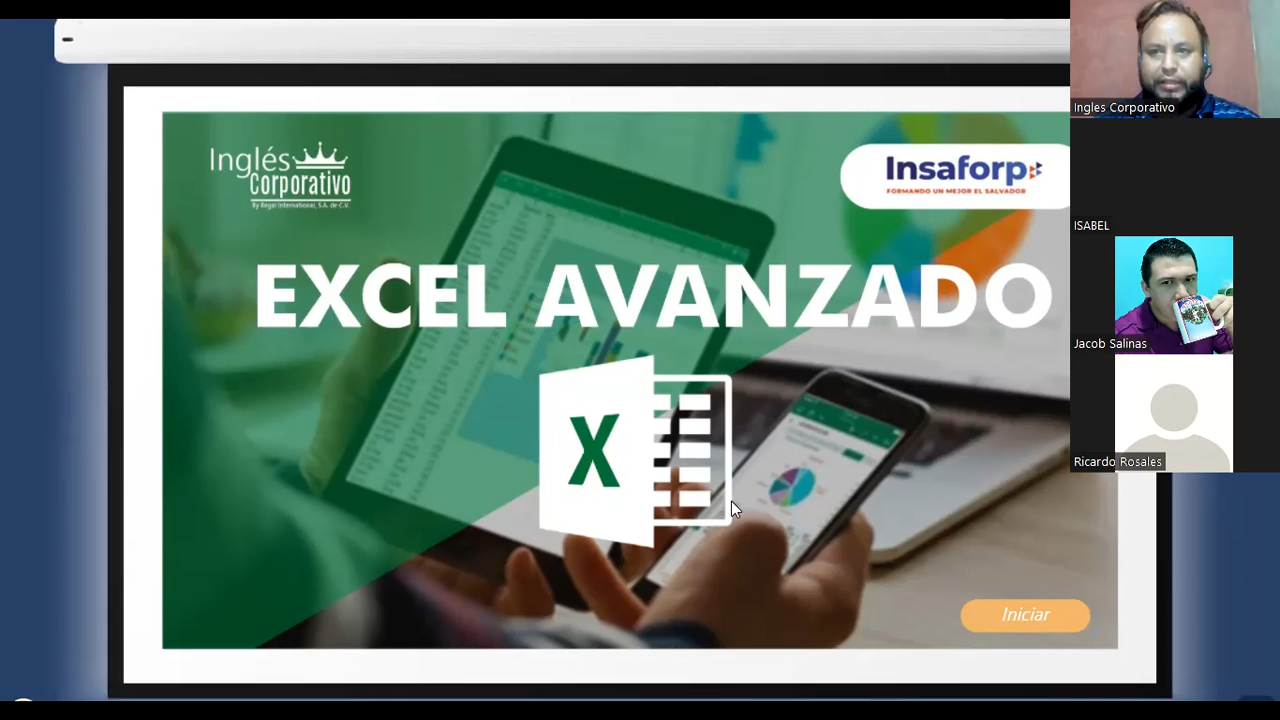 Inglés
Corporativo
By Regal International, S.A. de C.V.
Insaforp
FORMANDO UN MEJOR EL SALVADOR
EXCEL AVANZADO
X
Iniciar
Ingles Corporativo
ISABEL
Jacob Salinas
Ricardo Rosales